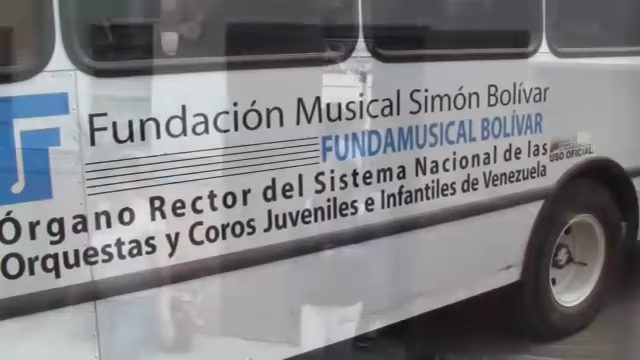 Fundación Musical Simón Bolívar
FUNDAMUSICAL BOLÍVAR
Órgano Rector del Sistema Nacional de las
Orquestas y Coros Juveniles e Infantiles de Venezuela
USO OFICIAL